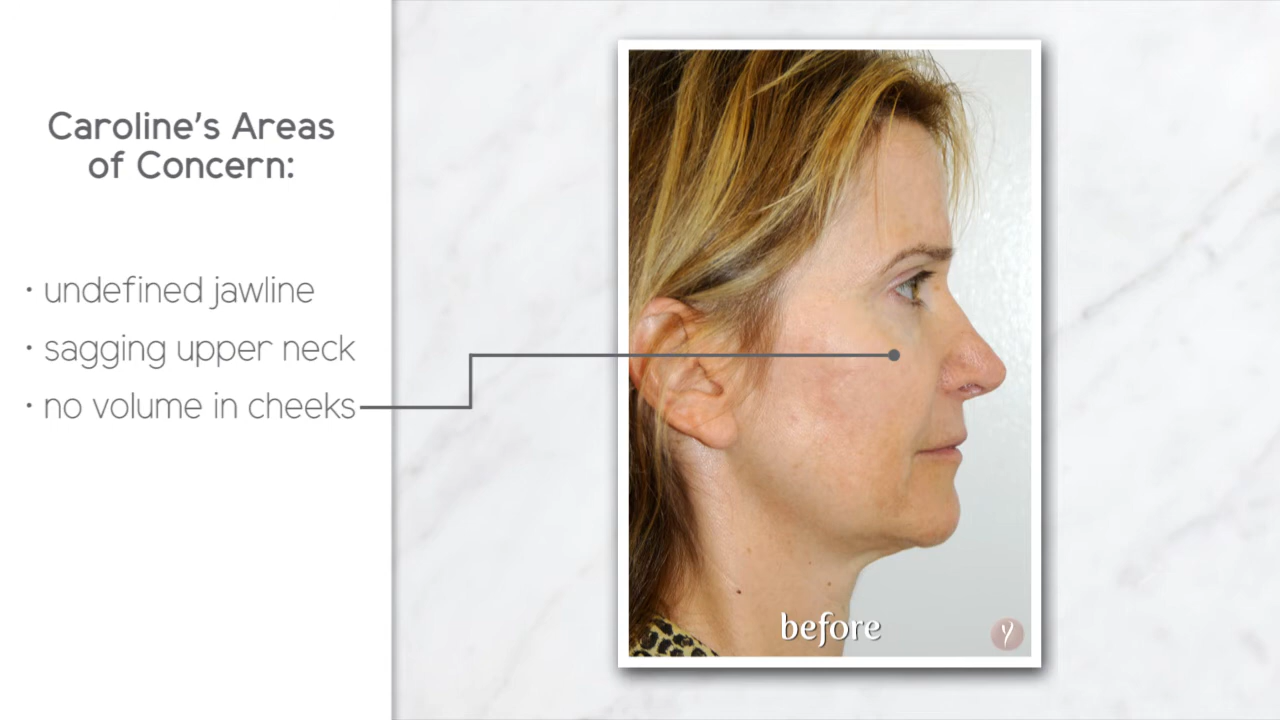 Caroline's Areas
of Concern:
• undefined jawline
• sagging upper neck
• no volume in cheeks
before
Y